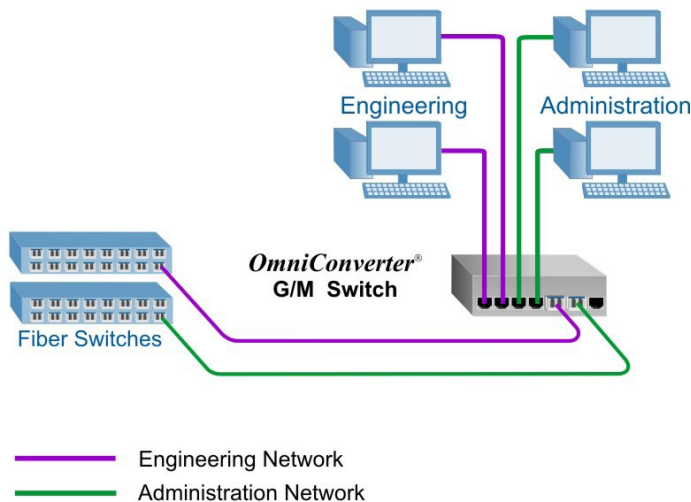 Engineering
Administration
OmniConverter®
G/M Switch
Fiber Switches
Engineering Network
Administration Network